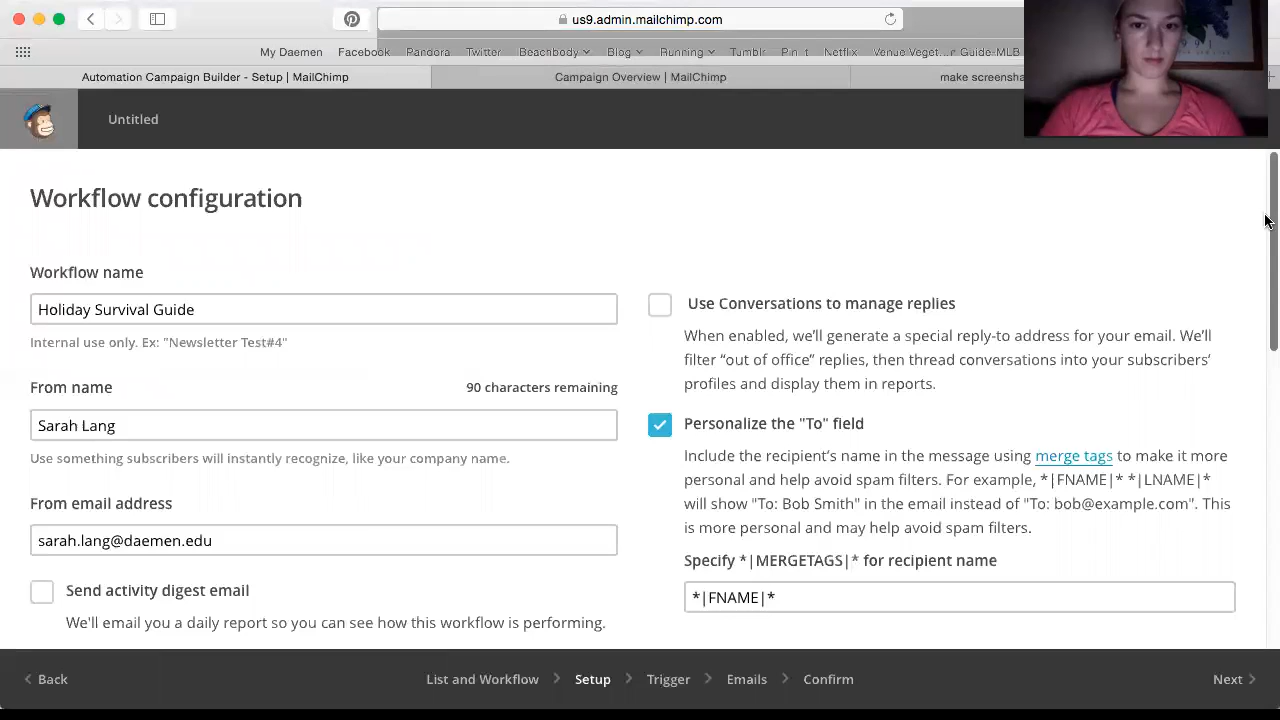 us9.admin.mailchimp.com
My Daemen Facebook Pandora Twitter Beachbody Blog Running Tumblr Pin it Netflix Venue Veget... Guide-MLB
Automation Campaign Builder - Setup | MailChimp Campaign Overview | MailChimp make screensha
Untitled
Workflow configuration
Workflow name
Holiday Survival Guide
Internal use only. Ex: "Newsletter Test#4"
From name 90 characters remaining
Sarah Lang
Use something subscribers will instantly recognize, like your company name.
From email address
sarah.lang@daemen.edu
Send activity digest email
We'll email you a daily report so you can see how this workflow is performing.
Use Conversations to manage replies
When enabled, we’ll generate a special reply-to address for your email. We’ll
filter “out of office” replies, then thread conversations into your subscribers’
profiles and display them in reports.
Personalize the "To" field
Include the recipient’s name in the message using merge tags to make it more
personal and help avoid spam filters. For example, *|FNAME|* *|LNAME|*
will show "To: Bob Smith" in the email instead of "To: bob@example.com". This
is more personal and may help avoid spam filters.
Specify *|MERGETAGS|* for recipient name
*|FNAME|*
Back List and Workflow Setup Trigger Emails Confirm Next